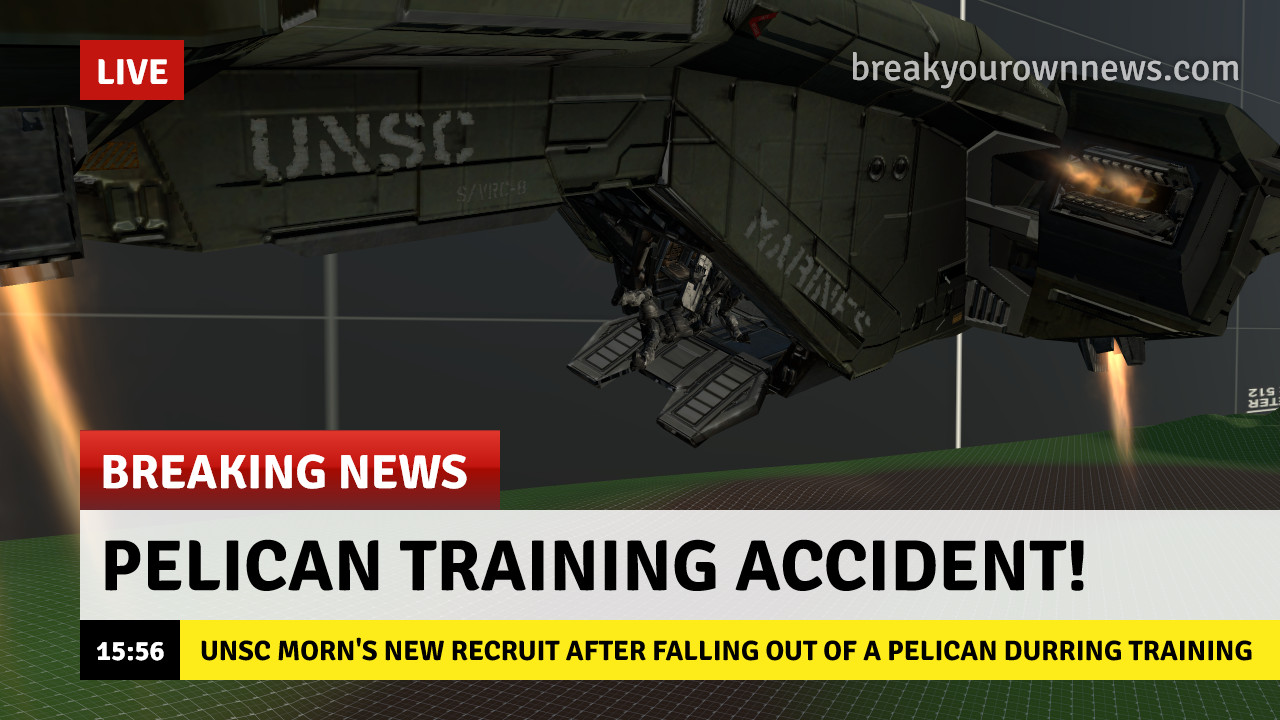 LIVE
breakyourownnews.com
UNSC
MARINES
BREAKING NEWS
PELICAN TRAINING ACCIDENT!
15:56
UNSC MORN'S NEW RECRUIT AFTER FALLING OUT OF A PELICAN DURRING TRAINING